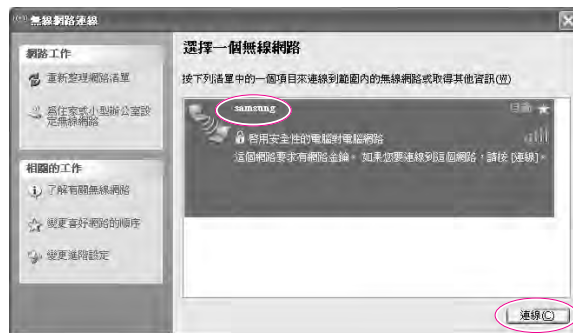 無線網路連線
網路工作
重新整理網路清單
為住家或小型辦公室設
定無線網路
相關的工作
了解有關無線網路
變更喜好網路的順序
變更進階設定
選擇一個無線網路
按下列清單中的一個項目來連線到範圍內的無線網路或取得其他資訊(W)
samsung
自動
啟用安全性的電腦對電腦網路
這個網路要求有網路金鑰。如果您要連線到這個網路，請按 [連線]。
連線(C)